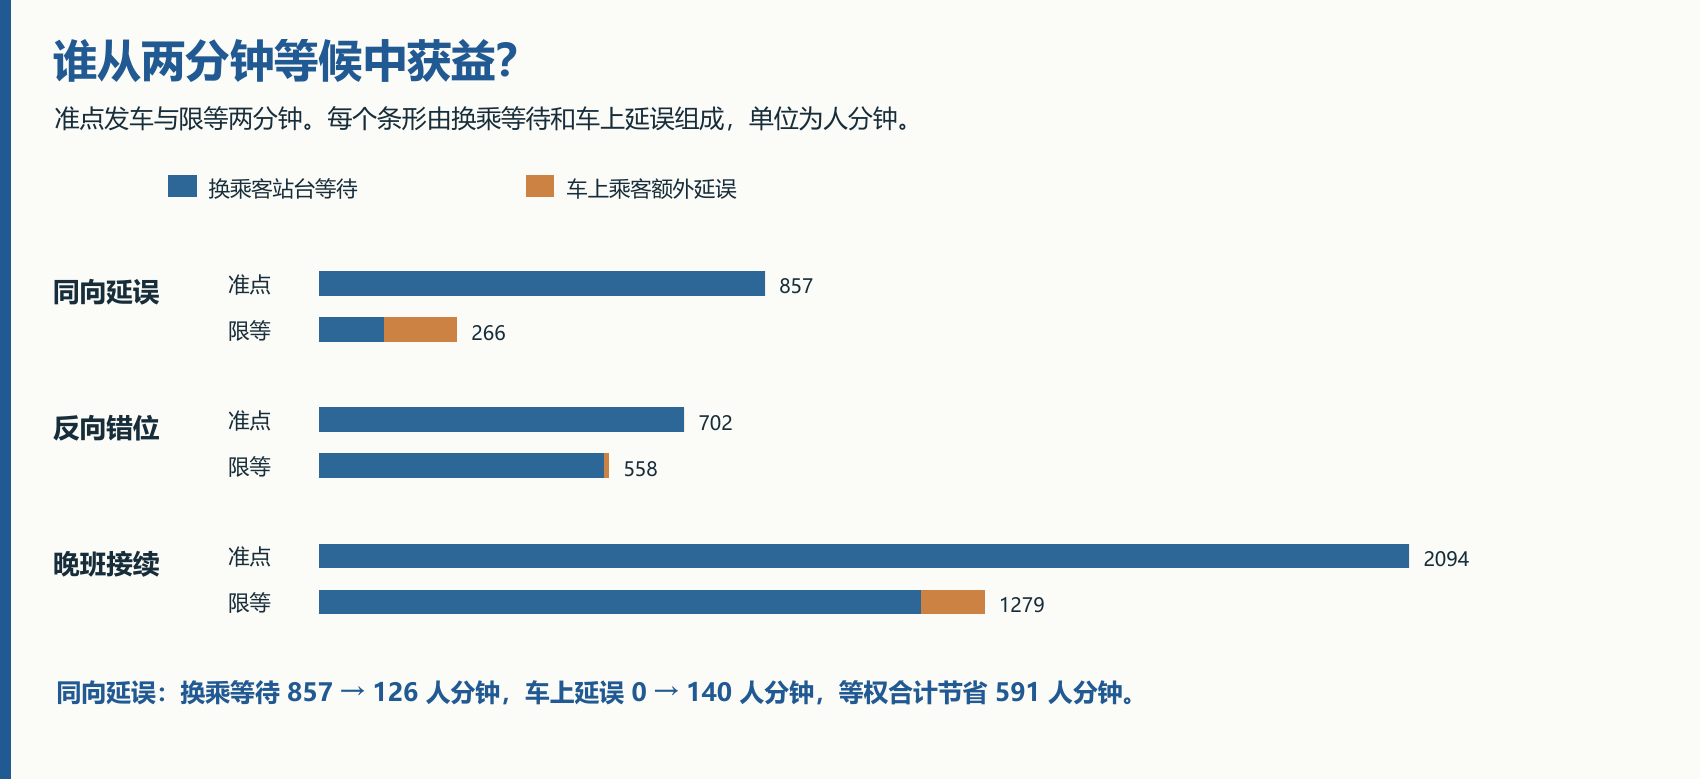 谁从两分钟等候中获益？
准点发车与限等两分钟。每个条形由换乘等待和车上延误组成，单位为人分钟。
换乘客站台等待 车上乘客额外延误
同向延误
准点 857
限等 266
反向错位
准点 702
限等 558
晚班接续
准点 2094
限等 1279
同向延误：换乘等待 857 → 126 人分钟，车上延误 0 → 140 人分钟，等权合计节省 591 人分钟。